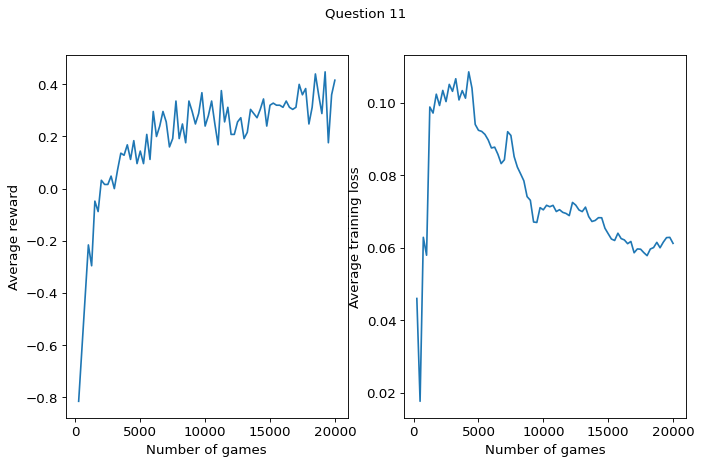 Question 11
Average reward
0.4
0.2
0.0
−0.2
−0.4
−0.6
−0.8
0 5000 10000 15000 20000
Number of games
Average training loss
0.10
0.08
0.06
0.04
0.02
0 5000 10000 15000 20000
Number of games